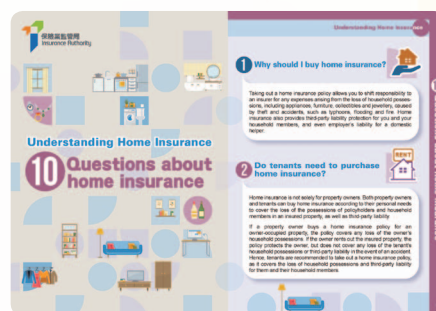 保險業監管局
Insurance Authority
Understanding Home Insurance
10 Questions about
home insurance
Understanding Home Insurance
1 Why should I buy home insurance?
Taking out a home insurance policy allows you to shift responsibility to
an insurer for any expenses arising from the loss of household posses-
sions, including appliances, furniture, collectibles and jewellery, caused
by theft and accidents, such as typhoons, flooding and fire. Home
insurance also provides third-party liability protection for you and your
household members, and even employer's liability for a domestic
helper.
2 Do tenants need to purchase
home insurance?
RENT
Home insurance is not solely for property owners. Both property owners
and tenants can buy home insurance according to their personal needs
to cover the loss of the possessions of policyholders and household
members in an insured property, as well as third-party liability.
If a property owner buys a home insurance policy for an
owner-occupied property, the policy covers any loss of the owner's
household possessions. If the owner rents out the insured property, the
policy protects the owner, but does not cover any loss of the tenant's
household possessions or third-party liability in the event of an accident.
Hence, tenants are recommended to take out a home insurance policy,
as it covers the loss of household possessions and third-party liability
for them and their household members.